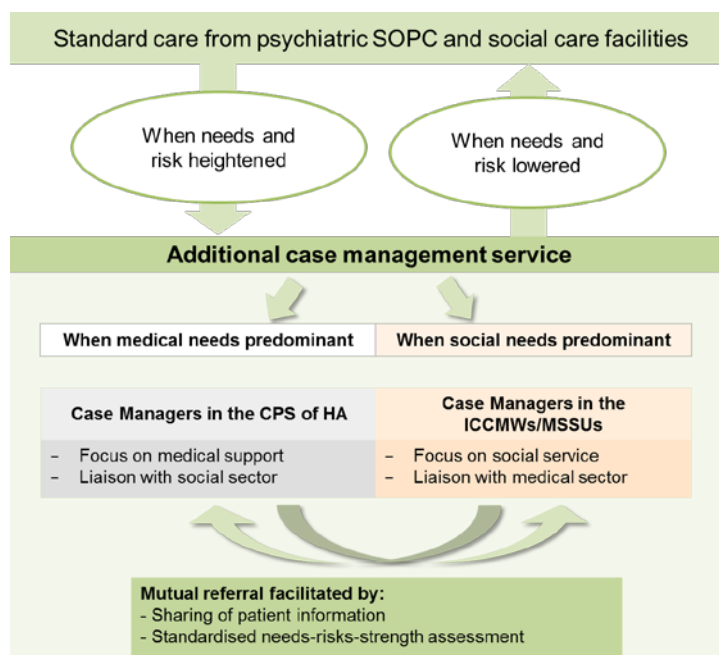 Standard care from psychiatric SOPC and social care facilities
When needs and
risk heightened
When needs and
risk lowered
Additional case management service
When medical needs predominant
When social needs predominant
Case Managers in the CPS of HA
- Focus on medical support
- Liaison with social sector
Case Managers in the
ICCMWs/MSSUs
- Focus on social service
- Liaison with medical sector
Mutual referral facilitated by:
- Sharing of patient information
- Standardised needs-risks-strength assessment